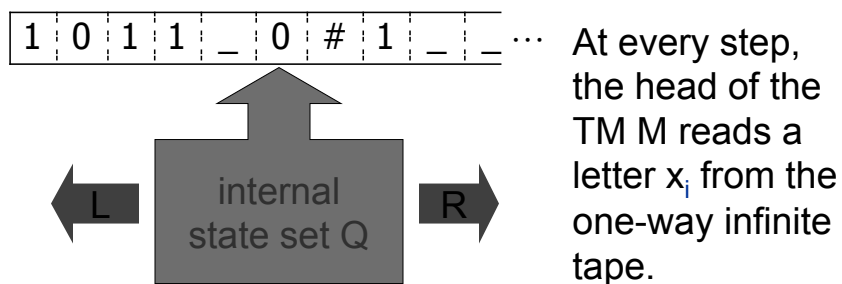 1 0 1 1 _ 0 # 1 _ _ ...
At every step,
the head of the
TM M reads a
letter xi from the
one-way infinite
tape.
L
internal
state set Q
R